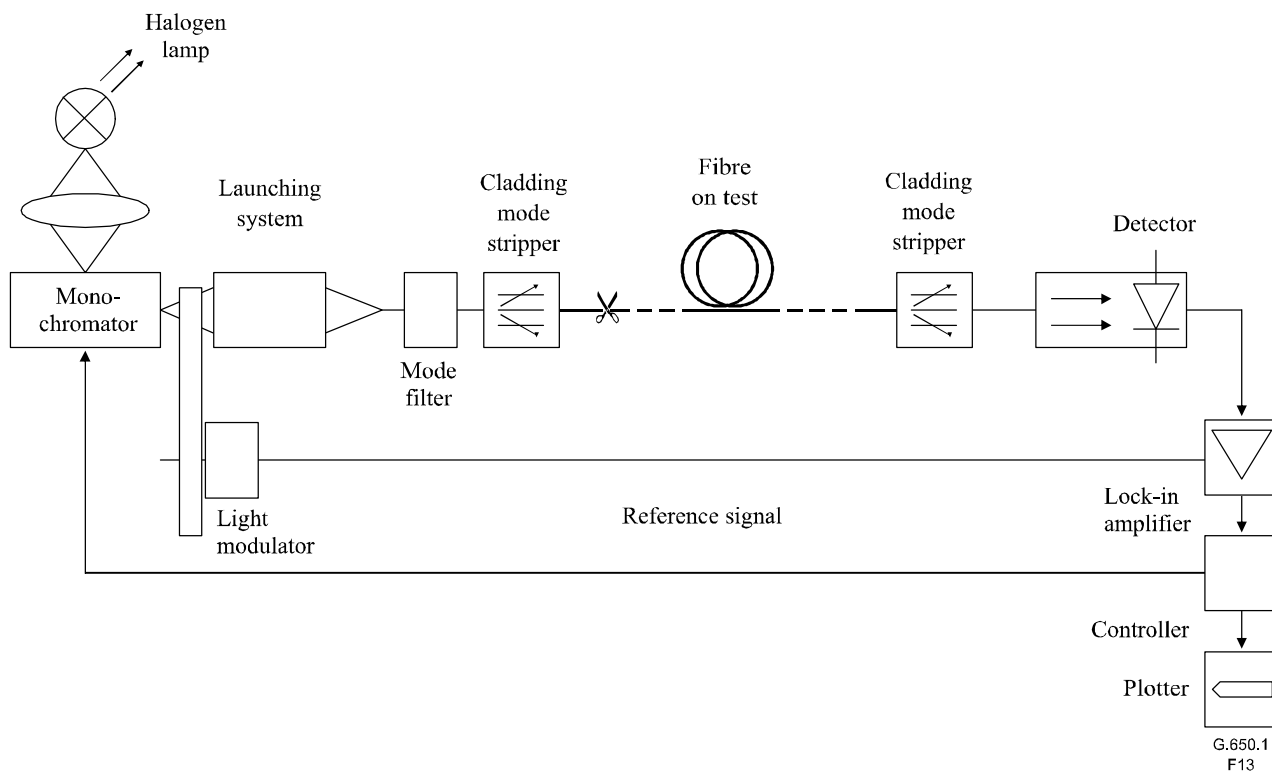 Halogen
lamp
Launching
system
Cladding
mode
stripper
Fibre
on test
Cladding
mode
stripper
Detector
Mono-
chromator
Mode
filter
Light
modulator
Reference signal
Lock-in
amplifier
Controller
Plotter
G.650.1
F13